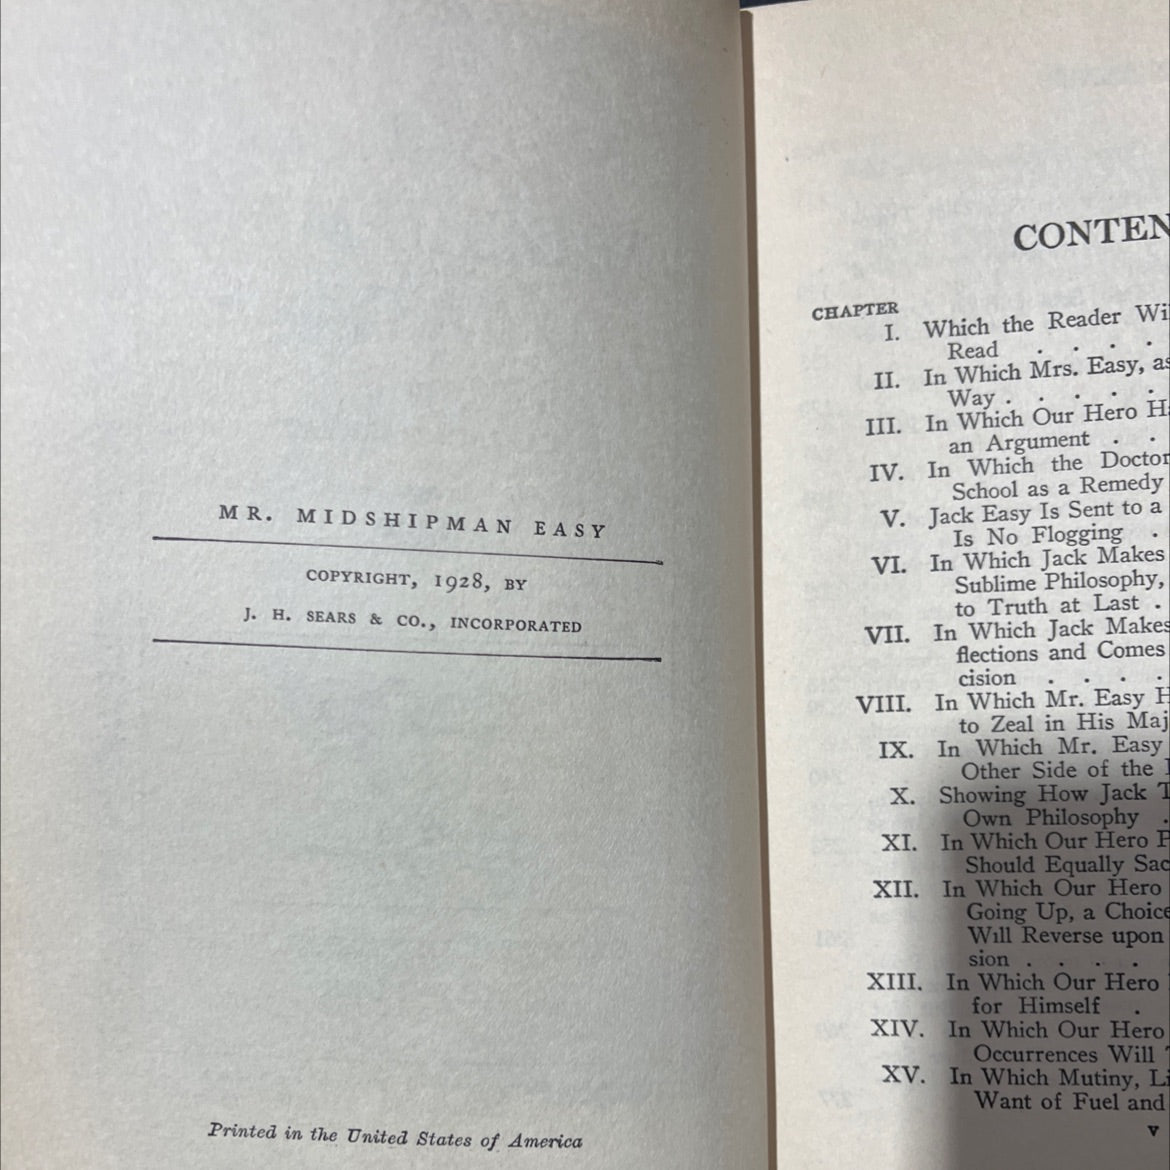 MR. MIDSHIPMAN EASY
COPYRIGHT, 1928, BY
J. H. SEARS & CO., INCORPORATED
Printed in the United States of America
CONTEN
CHAPTER
I. Which the Reader Wi
Read . . . .
II. In Which Mrs. Easy, as
Way . . . . .
III. In Which Our Hero H
an Argument . .
IV. In Which the Doctor
School as a Remedy
V. Jack Easy Is Sent to a
Is No Flogging .
VI. In Which Jack Makes
Sublime Philosophy,
to Truth at Last .
VII. In Which Jack Makes
flections and Comes
cision . . . .
VIII. In Which Mr. Easy H
to Zeal in His Maj
IX. In Which Mr. Easy
Other Side of the
X. Showing How Jack T
Own Philosophy .
XI. In Which Our Hero P
Should Equally Sac
XII. In Which Our Hero
Going Up, a Choice
Will Reverse upon
sion . . . .
XIII. In Which Our Hero
for Himself .
XIV. In Which Our Hero
Occurrences Will
XV. In Which Mutiny, Li
Want of Fuel and
v